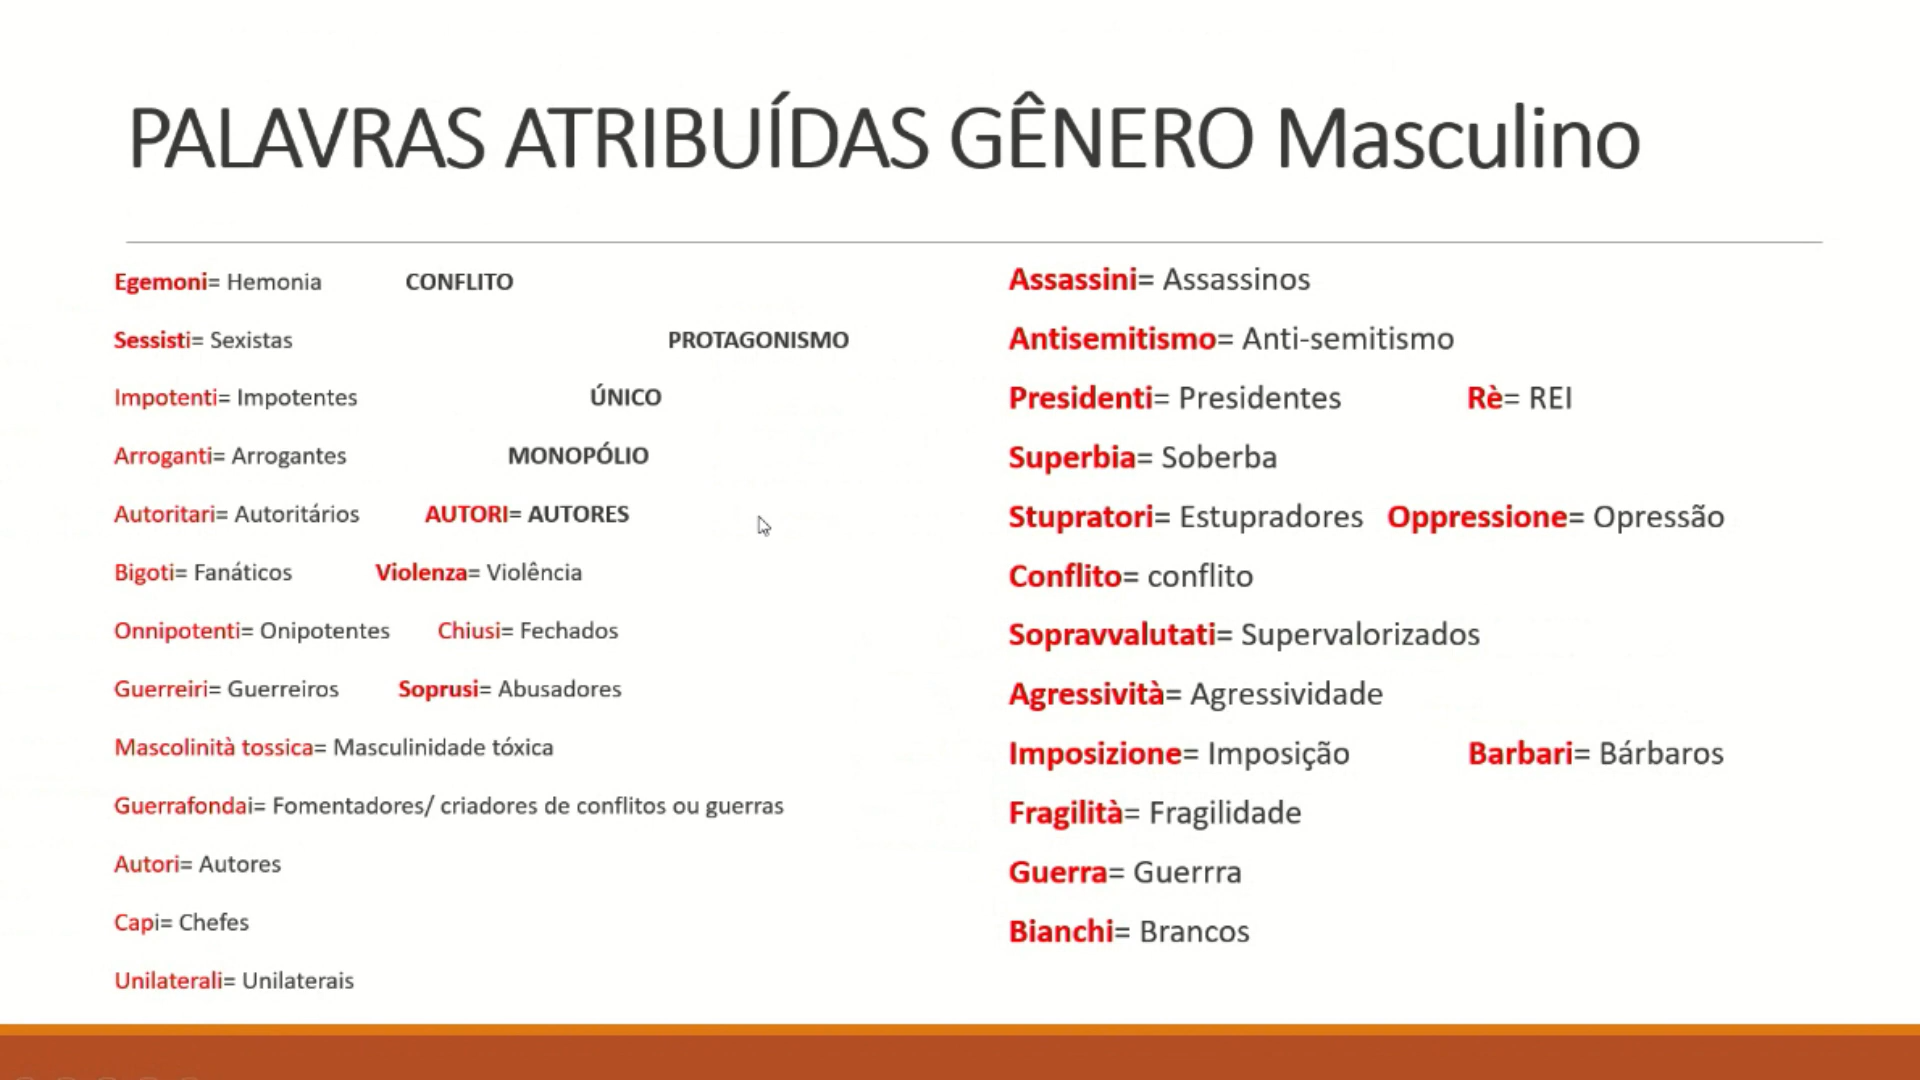 PALAVRAS ATRIBUÍDAS GÊNERO Masculino
Egemoni= Hemonia CONFLITO
Sessisti= Sexistas PROTAGONISMO
Impotenti= Impotentes ÚNICO
Arroganti= Arrogantes MONOPÓLIO
Autoritari= Autoritários AUTORI= AUTORES
Bigoti= Fanáticos Violenza= Violência
Onnipotenti= Onipotentes Chiusi= Fechados
Guerreiri= Guerreiros Soprusi= Abusadores
Mascolinità tossica= Masculinidade tóxica
Guerrafondai= Fomentadores/ criadores de conflitos ou guerras
Autori= Autores
Capi= Chefes
Unilaterali= Unilaterais
Assassini= Assassinos
Antisemitismo= Anti-semitismo
Presidenti= Presidentes Rè= REI
Superbia= Soberba
Stupratori= Estupradores Oppressione= Opressão
Conflito= conflito
Sopravvalutati= Supervalorizados
Agressività= Agressividade
Imposizione= Imposição Barbari= Bárbaros
Fragilità= Fragilidade
Guerra= Guerrra
Bianchi= Brancos